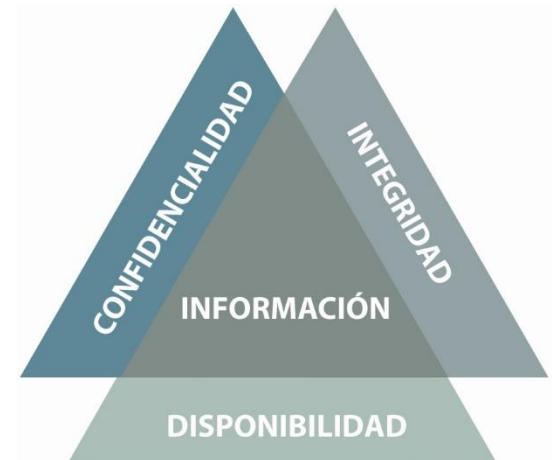 CONFIDENCIALIDAD
INTEGRIDAD
INFORMACIÓN
DISPONIBILIDAD